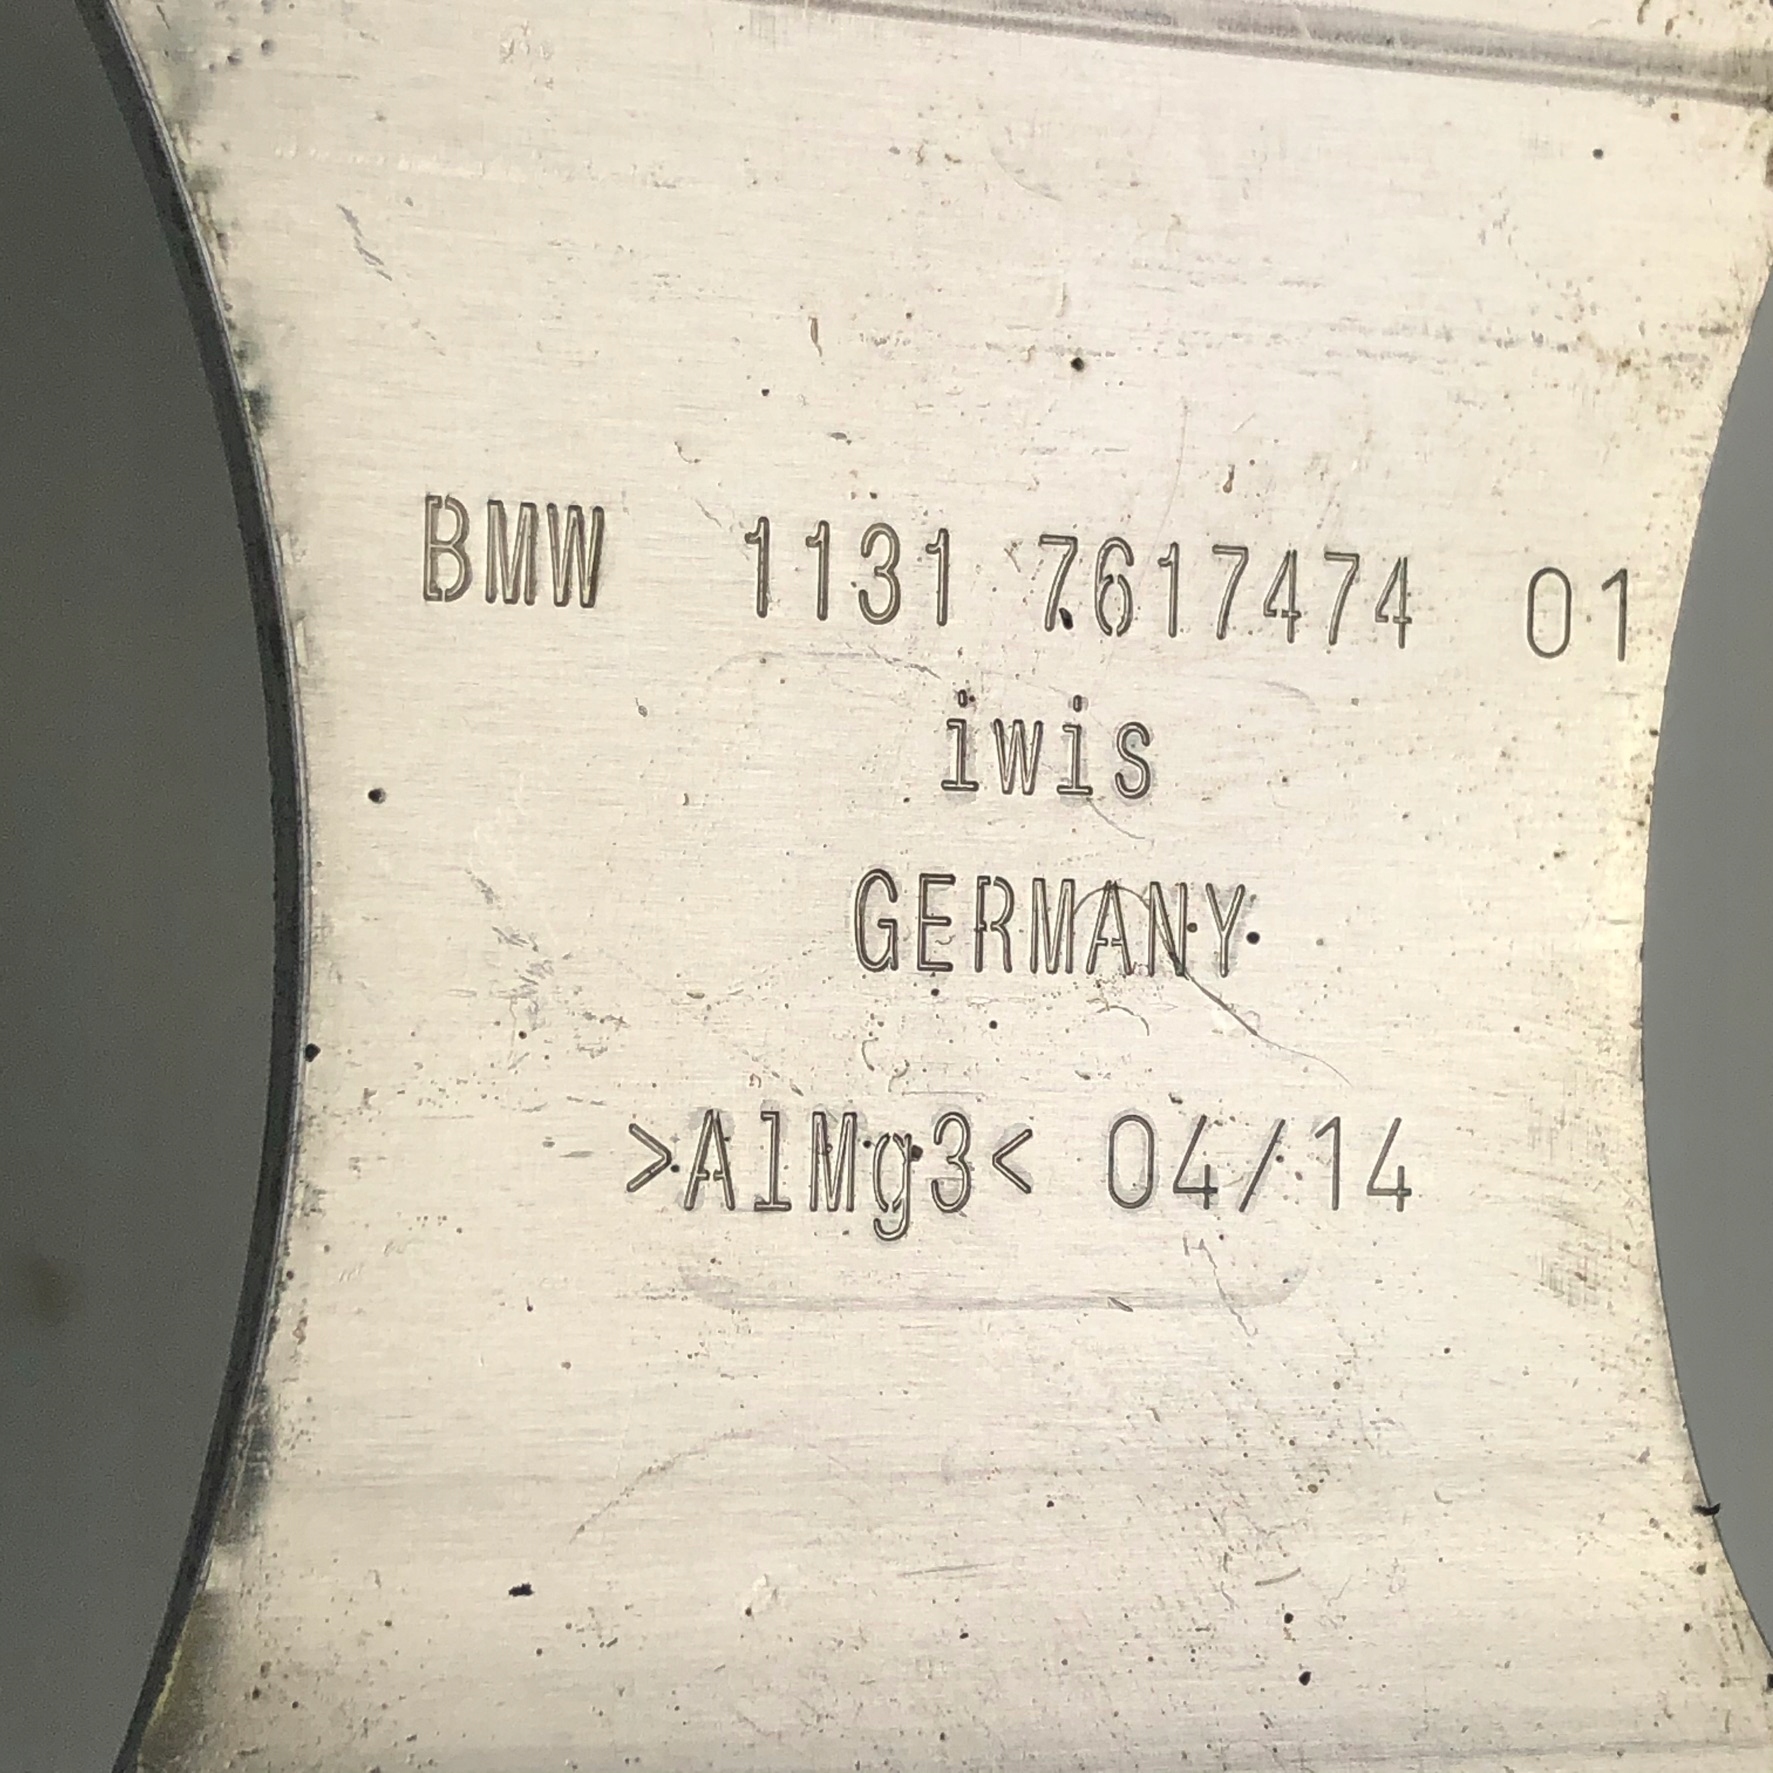 BMW 1131 7617474 01
iwis
GERMANY
>AlMg3< 04/14